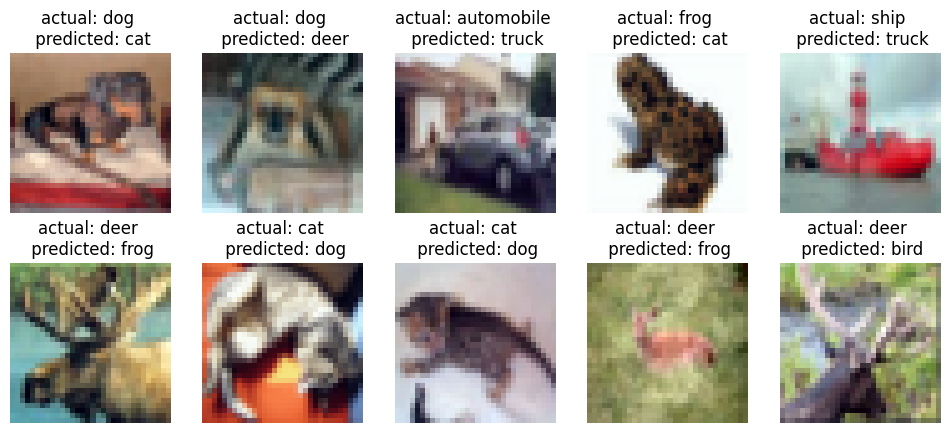 actual: dog
predicted: cat
actual: dog
predicted: deer
actual: automobile
predicted: truck
actual: frog
predicted: cat
actual: ship
predicted: truck
actual: deer
predicted: frog
actual: cat
predicted: dog
actual: cat
predicted: dog
actual: deer
predicted: frog
actual: deer
predicted: bird